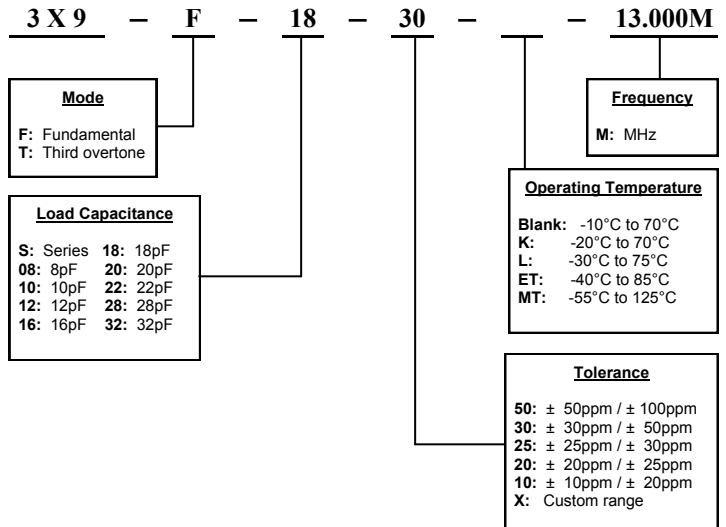 3 X 9 – F – 18 – 30 – – 13.000M
Mode
F: Fundamental
T: Third overtone
Frequency
M: MHz
Load Capacitance
S: Series 18: 18pF
08: 8pF 20: 20pF
10: 10pF 22: 22pF
12: 12pF 28: 28pF
16: 16pF 32: 32pF
Operating Temperature
Blank: -10°C to 70°C
K: -20°C to 70°C
L: -30°C to 75°C
ET: -40°C to 85°C
MT: -55°C to 125°C
Tolerance
50: ± 50ppm / ± 100ppm
30: ± 30ppm / ± 50ppm
25: ± 25ppm / ± 30ppm
20: ± 20ppm / ± 25ppm
10: ± 10ppm / ± 20ppm
X: Custom range